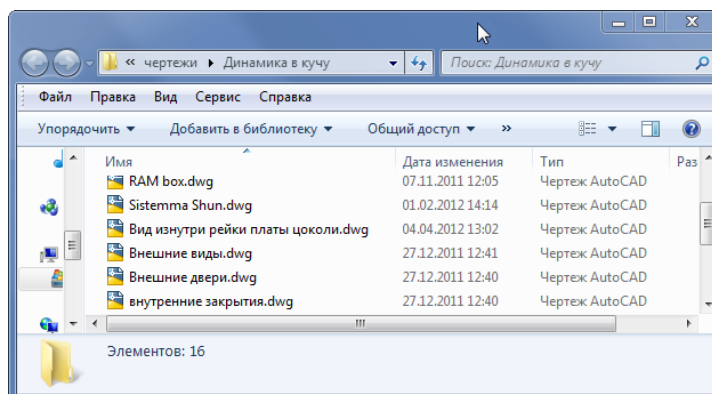 « чертежи ▸ Динамика в кучу Поиск: Динамика в кучу
Файл Правка Вид Сервис Справка
Упорядочить Добавить в библиотеку Общий доступ »
Имя Дата изменения Тип Раз
RAM box.dwg 07.11.2011 12:05 Чертеж AutoCAD
Sistemma Shun.dwg 01.02.2012 14:14 Чертеж AutoCAD
Вид изнутри рейки платы цоколи.dwg 04.04.2012 13:02 Чертеж AutoCAD
Внешние виды.dwg 27.12.2011 12:41 Чертеж AutoCAD
Внешние двери.dwg 27.12.2011 12:40 Чертеж AutoCAD
внутренние закрытия.dwg 27.12.2011 12:40 Чертеж AutoCAD
Элементов: 16